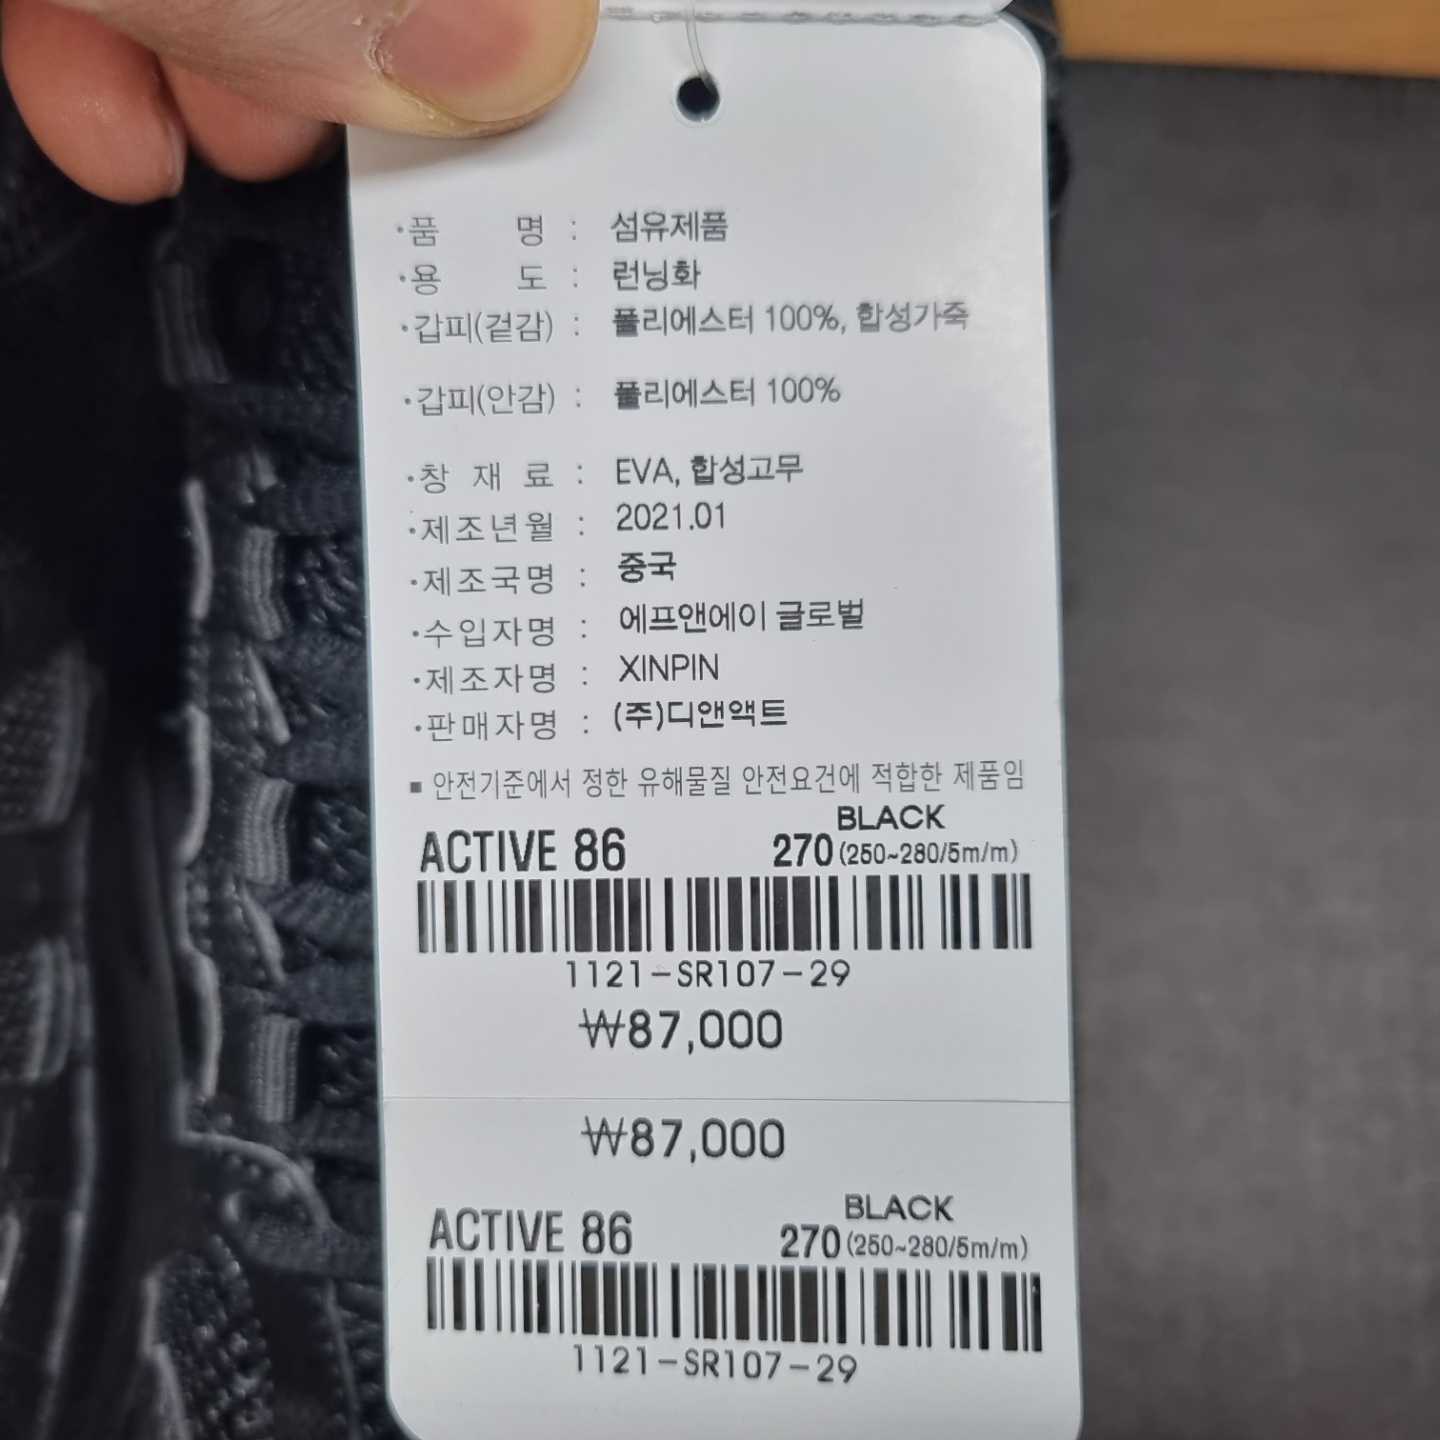 ·품 명 : 섬유제품
·용 도 : 런닝화
·갑피(겉감) : 폴리에스터 100%, 합성가죽
·갑피(안감) : 폴리에스터 100%
·창 재 료 : EVA, 합성고무
·제조년월 : 2021.01
·제조국명 : 중국
·수입자명 : 에프앤에이 글로벌
·제조자명 : XINPIN
·판매자명 : (주)디앤액트
■ 안전기준에서 정한 유해물질 안전요건에 적합한 제품임
BLACK
ACTIVE 86 270 (250~280/5m/m)
1121-SR107-29
₩87,000
₩87,000
BLACK
ACTIVE 86 270 (250~280/5m/m)
1121-SR107-29